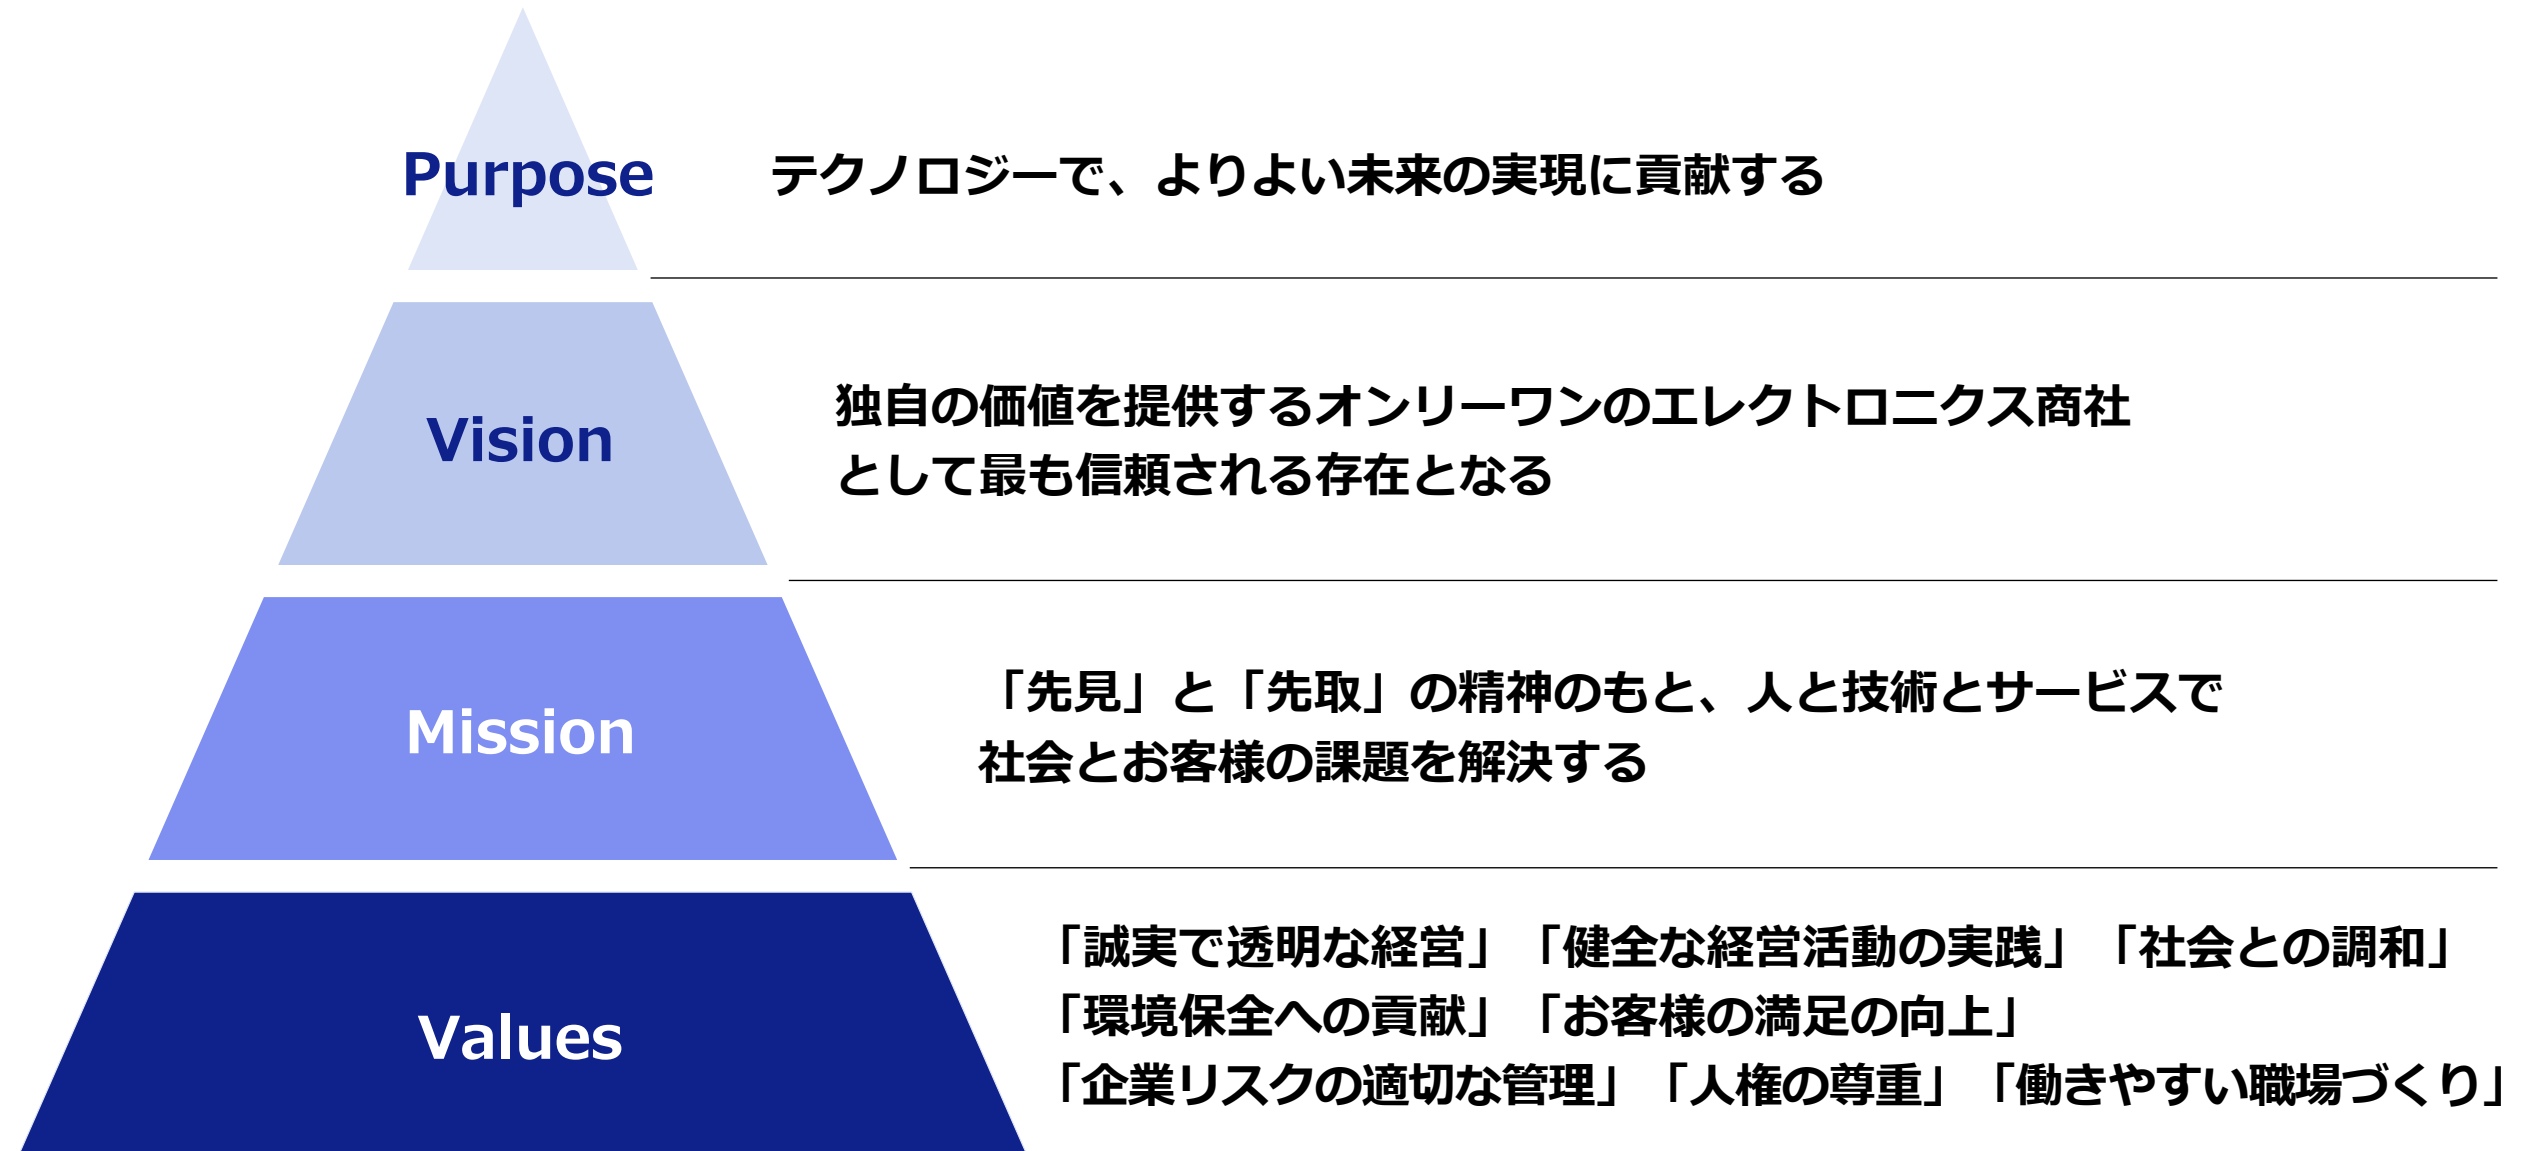 Purpose
テクノロジーで、よりよい未来の実現に貢献する
Vision
独自の価値を提供するオンリーワンのエレクトロニクス商社
として最も信頼される存在となる
Mission
「先見」と「先取」の精神のもと、人と技術とサービスで
社会とお客様の課題を解決する
Values
「誠実で透明な経営」「健全な経営活動の実践」「社会との調和」
「環境保全への貢献」「お客様の満足の向上」
「企業リスクの適切な管理」「人権の尊重」「働きやすい職場づくり」